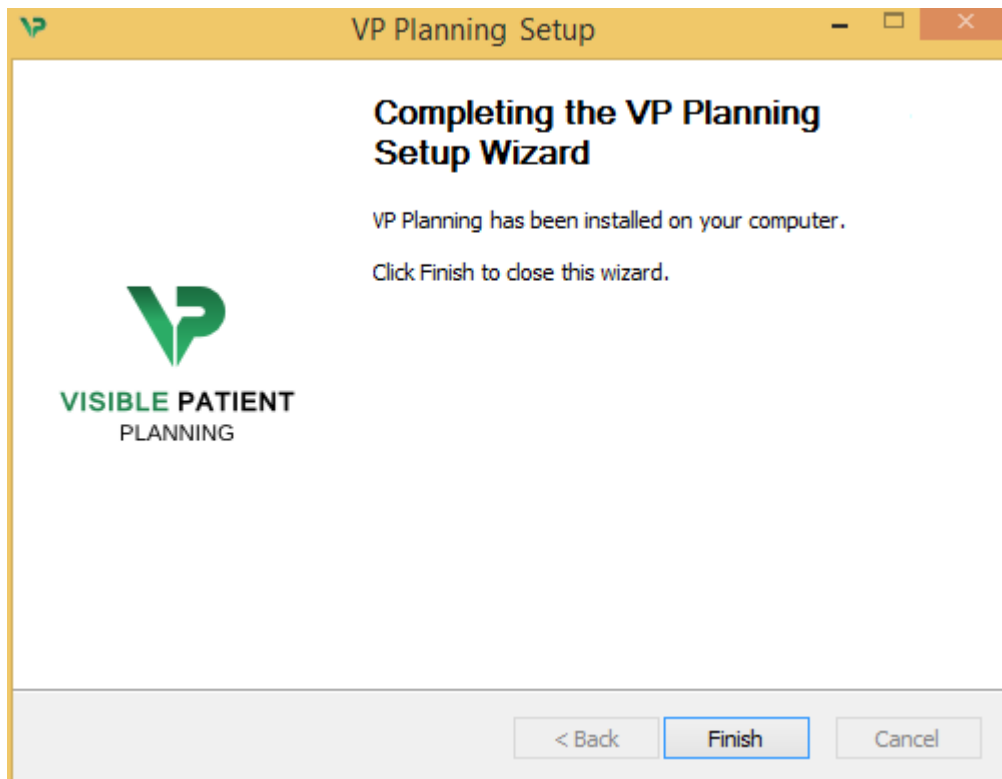 VP Planning Setup
Completing the VP Planning
Setup Wizard
VP Planning has been installed on your computer.
Click Finish to close this wizard.
VP
VISIBLE PATIENT
PLANNING
< Back
Finish
Cancel